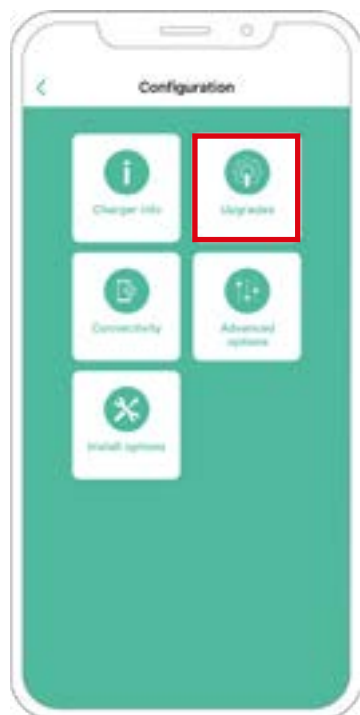 Configuration
Charger info
Upgrades
Connectivity
Advanced
options
Install options